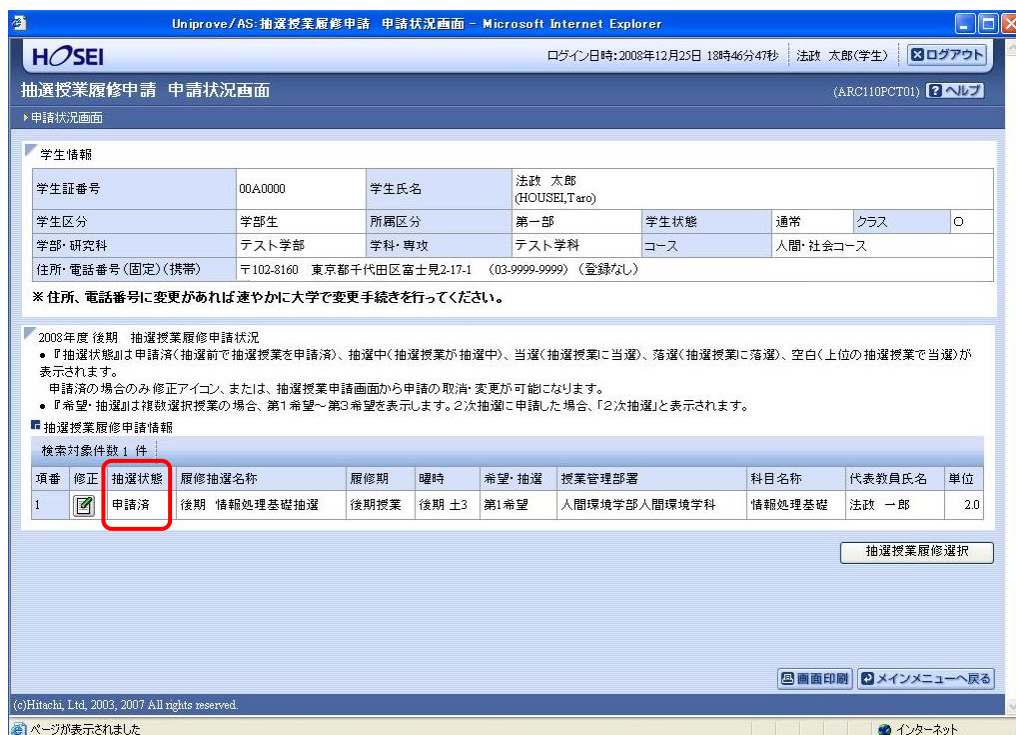 Uniprove/AS:抽選授業履修申請 申請状況画面 - Microsoft Internet Explorer
HOSEI
ログイン日時:2008年12月25日 18時46分47秒 法政 太郎(学生) ログアウト
抽選授業履修申請 申請状況画面 (ARC110PCT01) ? ヘルプ
申請状況画面
学生情報
学生証番号 00A0000 学生氏名 法政 太郎
(HOUSEI,Taro)
学生区分 学部生 所属区分 第一部 学生状態 通常 クラス O
学部・研究科 テスト学部 学科・専攻 テスト学科 コース 人間・社会コース
住所・電話番号(固定)(携帯) 〒102-8160 東京都千代田区富士見2-17-1 (03-9999-9999) (登録なし)
※住所、電話番号に変更があれば速やかに大学で変更手続きを行ってください。
2008年度 後期 抽選授業履修申請状況
● 『抽選状態』は申請済(抽選前で抽選授業を申請済)、抽選中(抽選授業が抽選中)、当選(抽選授業に当選)、落選(抽選授業に落選)、空白(上位の抽選授業で当選)が
表示されます。
申請済の場合のみ修正アイコン、または、抽選授業申請画面から申請の取消・変更が可能になります。
● 『希望・抽選』は複数選択授業の場合、第1希望～第3希望を表示します。2次抽選に申請した場合、「2次抽選」と表示されます。
抽選授業履修申請情報
検索対象件数 1 件
項番 修正 抽選状態 履修抽選名称 履修期 曜時 希望・抽選 授業管理部署 科目名称 代表教員氏名 単位
1 申請済 後期 情報処理基礎抽選 後期授業 後期 土3 第1希望 人間環境学部人間環境学科 情報処理基礎 法政 一郎 2.0
抽選授業履修選択
画面印刷 メインメニューへ戻る
(c)Hitachi, Ltd, 2003, 2007 All rights reserved.
ページが表示されました インターネット